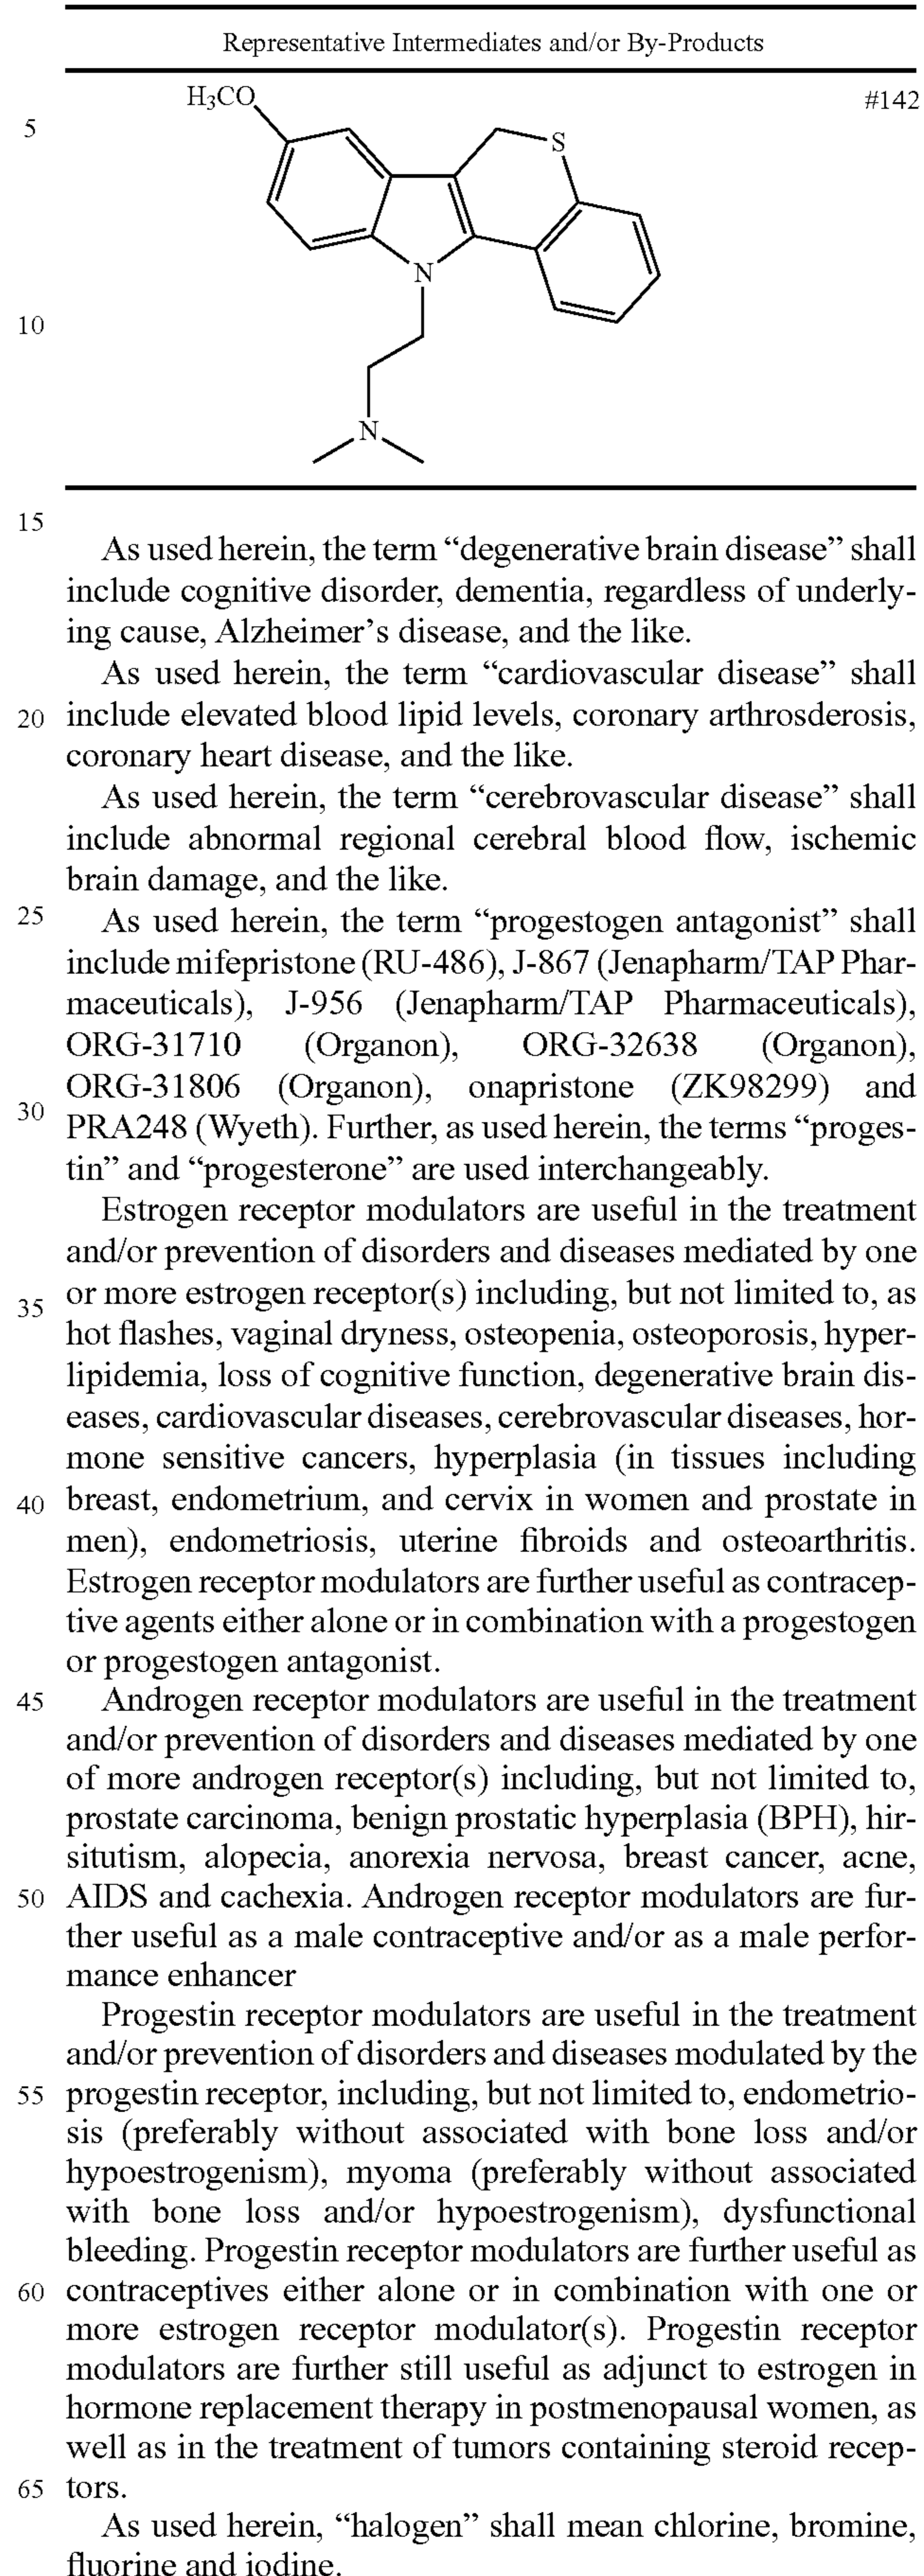 Representative Intermediates and/or By-Products
H₃CO
#142
5
S
N
10
N
15
As used herein, the term “degenerative brain disease” shall
include cognitive disorder, dementia, regardless of underly-
ing cause, Alzheimer’s disease, and the like.
As used herein, the term “cardiovascular disease” shall
20 include elevated blood lipid levels, coronary arthrosderosis,
coronary heart disease, and the like.
As used herein, the term “cerebrovascular disease” shall
include abnormal regional cerebral blood flow, ischemic
brain damage, and the like.
25 As used herein, the term “progestogen antagonist” shall
include mifepristone (RU-486), J-867 (Jenapharm/TAP Phar-
maceuticals), J-956 (Jenapharm/TAP Pharmaceuticals),
ORG-31710 (Organon), ORG-32638 (Organon),
ORG-31806 (Organon), onapristone (ZK98299) and
30 PRA248 (Wyeth). Further, as used herein, the terms “proges-
tin” and “progesterone” are used interchangeably.
Estrogen receptor modulators are useful in the treatment
and/or prevention of disorders and diseases mediated by one
35 or more estrogen receptor(s) including, but not limited to, as
hot flashes, vaginal dryness, osteopenia, osteoporosis, hyper-
lipidemia, loss of cognitive function, degenerative brain dis-
eases, cardiovascular diseases, cerebrovascular diseases, hor-
mone sensitive cancers, hyperplasia (in tissues including
40 breast, endometrium, and cervix in women and prostate in
men), endometriosis, uterine fibroids and osteoarthritis.
Estrogen receptor modulators are further useful as contracep-
tive agents either alone or in combination with a progestogen
or progestogen antagonist.
45 Androgen receptor modulators are useful in the treatment
and/or prevention of disorders and diseases mediated by one
of more androgen receptor(s) including, but not limited to,
prostate carcinoma, benign prostatic hyperplasia (BPH), hir-
situtism, alopecia, anorexia nervosa, breast cancer, acne,
50 AIDS and cachexia. Androgen receptor modulators are fur-
ther useful as a male contraceptive and/or as a male perfor-
mance enhancer
Progestin receptor modulators are useful in the treatment
and/or prevention of disorders and diseases modulated by the
55 progestin receptor, including, but not limited to, endometrio-
sis (preferably without associated with bone loss and/or
hypoestrogenism), myoma (preferably without associated
with bone loss and/or hypoestrogenism), dysfunctional
bleeding. Progestin receptor modulators are further useful as
60 contraceptives either alone or in combination with one or
more estrogen receptor modulator(s). Progestin receptor
modulators are further still useful as adjunct to estrogen in
hormone replacement therapy in postmenopausal women, as
well as in the treatment of tumors containing steroid recep-
65 tors.
As used herein, “halogen” shall mean chlorine, bromine,
fluorine and iodine.